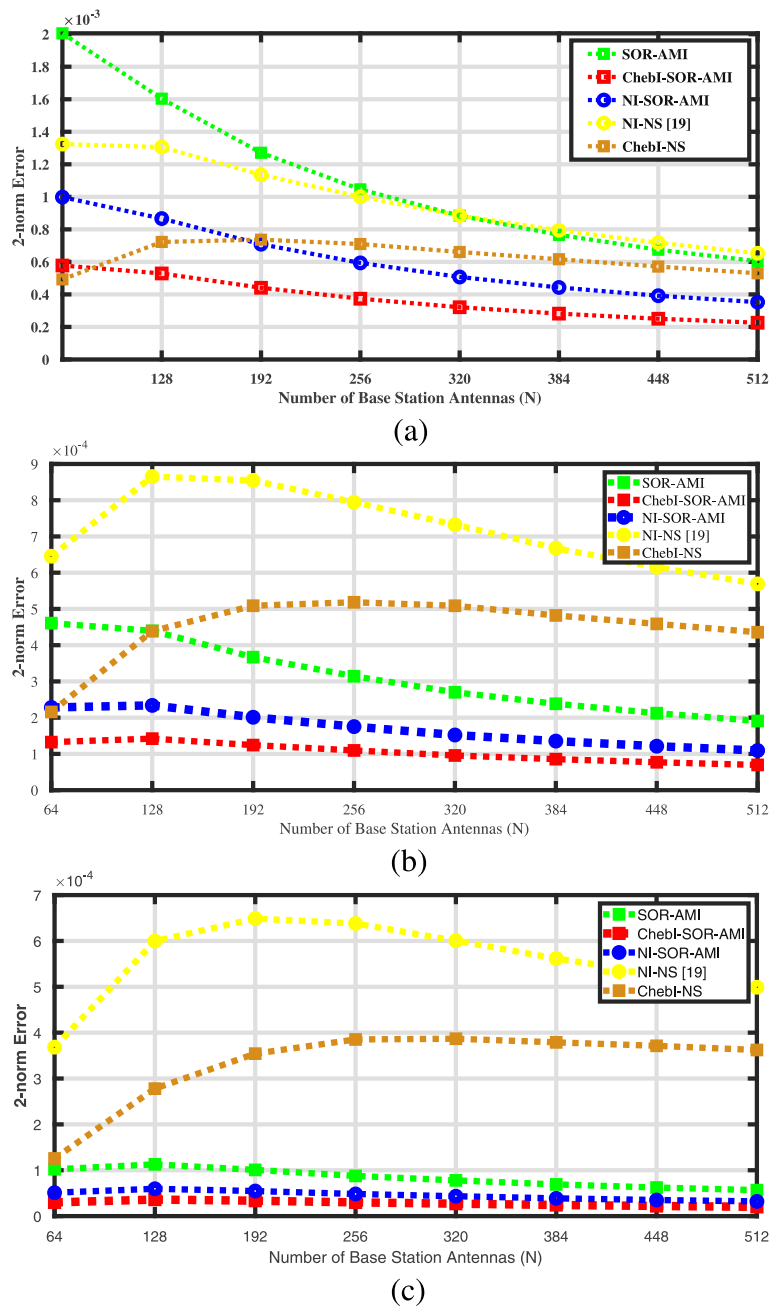 ×10⁻³
2
1.8
1.6
1.4
1.2
1
0.8
0.6
0.4
0.2
0
2-norm Error
SOR-AMI
ChebI-SOR-AMI
NI-SOR-AMI
NI-NS [19]
ChebI-NS
128 192 256 320 384 448 512
Number of Base Station Antennas (N)
(a)
×10⁻⁴
9
8
7
6
5
4
3
2
1
0
2-norm Error
SOR-AMI
ChebI-SOR-AMI
NI-SOR-AMI
NI-NS [19]
ChebI-NS
64 128 192 256 320 384 448 512
Number of Base Station Antennas (N)
(b)
×10⁻⁴
7
6
5
4
3
2
1
0
2-norm Error
SOR-AMI
ChebI-SOR-AMI
NI-SOR-AMI
NI-NS [19]
ChebI-NS
64 128 192 256 320 384 448 512
Number of Base Station Antennas (N)
(c)